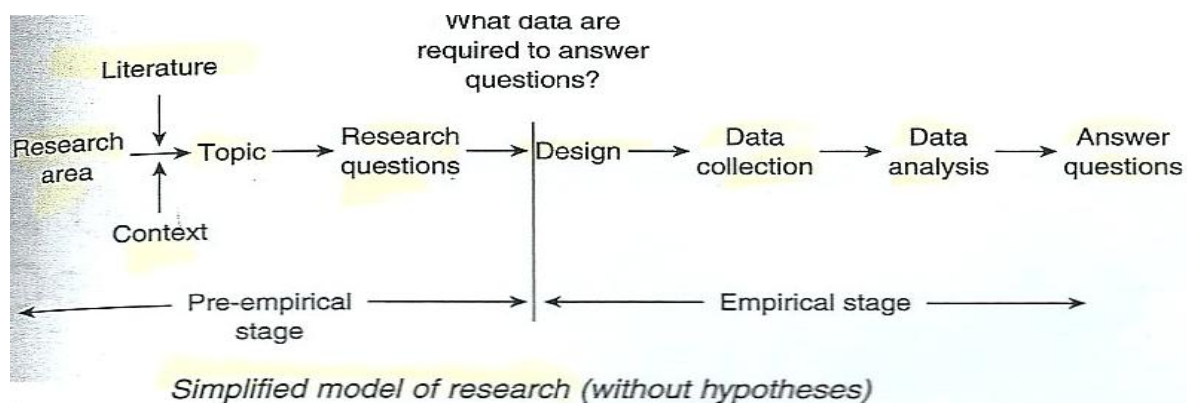 What data are
required to answer
questions?
Literature
Research
area
Topic
Research
questions
Design
Data
collection
Data
analysis
Answer
questions
Context
Pre-empirical
stage
Empirical stage
Simplified model of research (without hypotheses)